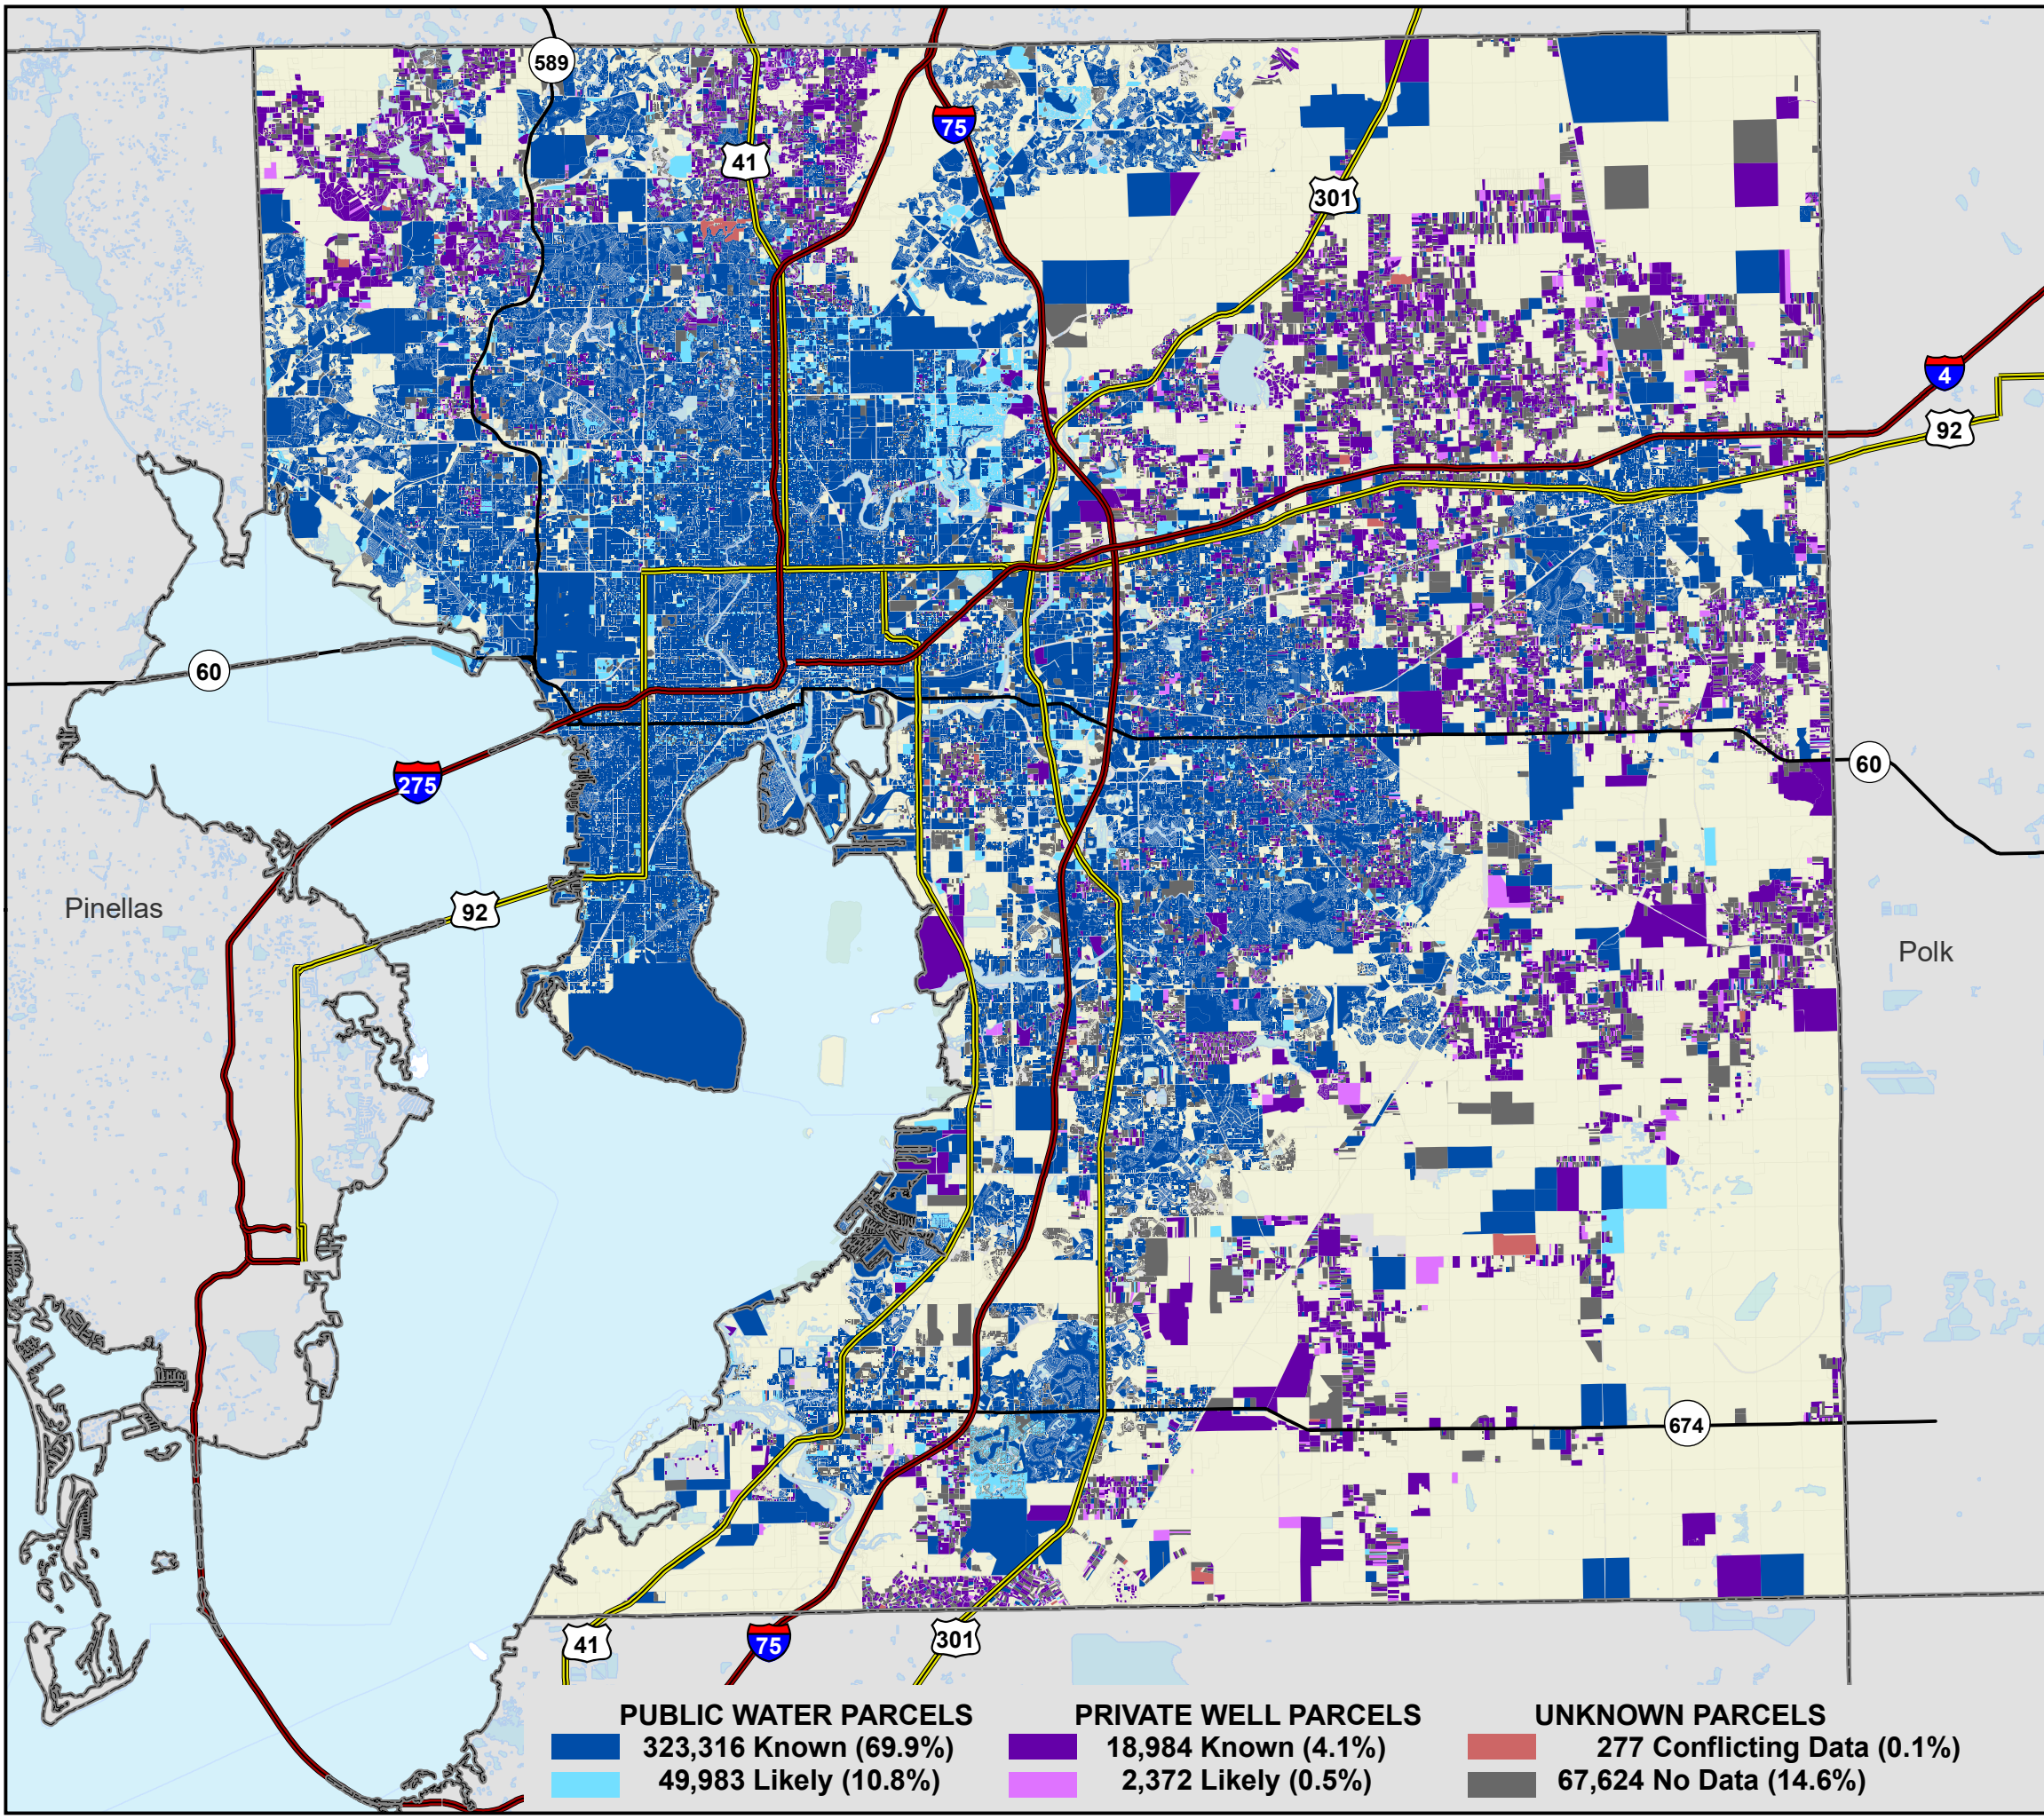 589
75
41
301
4
92
60
275
60
Pinellas
92
Polk
674
41
75
301
PUBLIC WATER PARCELS
323,316 Known (69.9%)
49,983 Likely (10.8%)
PRIVATE WELL PARCELS
18,984 Known (4.1%)
2,372 Likely (0.5%)
UNKNOWN PARCELS
277 Conflicting Data (0.1%)
67,624 No Data (14.6%)